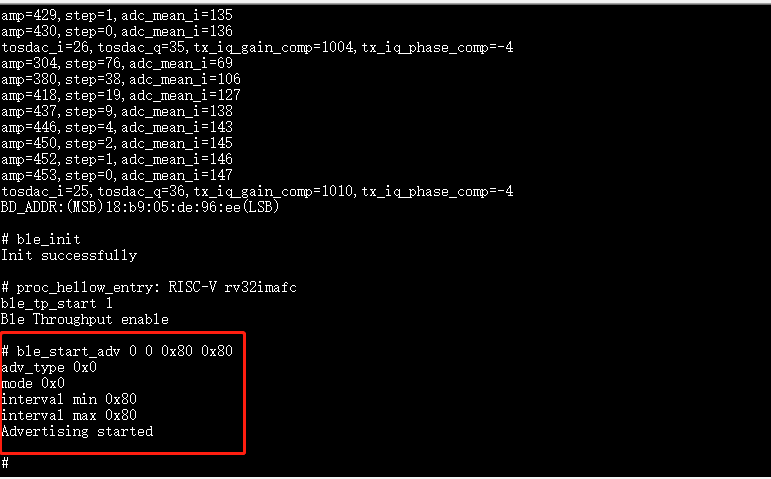 amp=429,step=1,adc_mean_i=135
amp=430,step=0,adc_mean_i=136
tosdac_i=26,tosdac_q=35,tx_iq_gain_comp=1004,tx_iq_phase_comp=-4
amp=304,step=76,adc_mean_i=69
amp=380,step=38,adc_mean_i=106
amp=418,step=19,adc_mean_i=127
amp=437,step=9,adc_mean_i=138
amp=446,step=4,adc_mean_i=143
amp=450,step=2,adc_mean_i=145
amp=452,step=1,adc_mean_i=146
amp=453,step=0,adc_mean_i=147
tosdac_i=25,tosdac_q=36,tx_iq_gain_comp=1010,tx_iq_phase_comp=-4
BD_ADDR:(MSB)18:b9:05:de:96:ee(LSB)
# ble_init
Init successfully
# proc_hellow_entry: RISC-V rv32imafc
ble_tp_start 1
Ble Throughput enable
# ble_start_adv 0 0 0x80 0x80
adv_type 0x0
mode 0x0
interval min 0x80
interval max 0x80
Advertising started
#